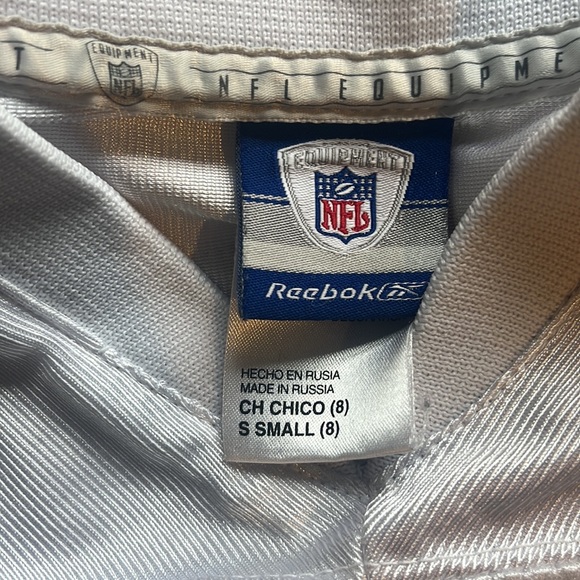 T EQUIPMENT NFL NFL EQUIPME
EQUIPMENT
NFL
Reebok
HECHO EN RUSIA
MADE IN RUSSIA
CH CHICO (8)
S SMALL (8)